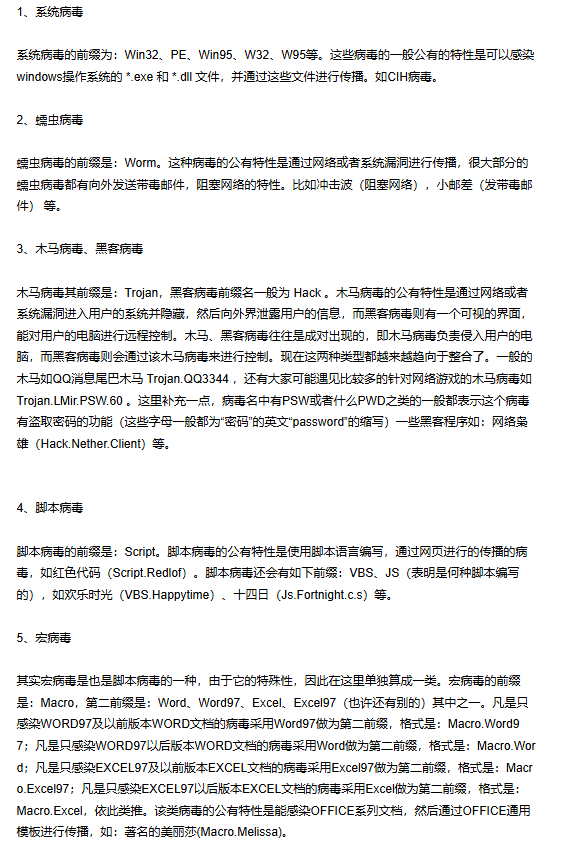 1、系统病毒
系统病毒的前缀为：Win32、PE、Win95、W32、W95等。这些病毒的一般公有的特性是可以感染
windows操作系统的 *.exe 和 *.dll 文件，并通过这些文件进行传播。如CIH病毒。
2、蠕虫病毒
蠕虫病毒的前缀是：Worm。这种病毒的公有特性是通过网络或者系统漏洞进行传播，很大部分的
蠕虫病毒都有向外发送带毒邮件，阻塞网络的特性。比如冲击波（阻塞网络），小邮差（发带毒邮
件） 等。
3、木马病毒、黑客病毒
木马病毒其前缀是：Trojan，黑客病毒前缀名一般为 Hack 。木马病毒的公有特性是通过网络或者
系统漏洞进入用户的系统并隐藏，然后向外界泄露用户的信息，而黑客病毒则有一个可视的界面，
能对用户的电脑进行远程控制。木马、黑客病毒往往是成对出现的，即木马病毒负责侵入用户的电
脑，而黑客病毒则会通过该木马病毒来进行控制。现在这两种类型都越来越趋向于整合了。一般的
木马如QQ消息尾巴木马 Trojan.QQ3344 ，还有大家可能遇见比较多的针对网络游戏的木马病毒如
Trojan.LMir.PSW.60 。这里补充一点，病毒名中有PSW或者什么PWD之类的一般都表示这个病毒
有盗取密码的功能（这些字母一般都为“密码”的英文“password”的缩写）一些黑客程序如：网络枭
雄（Hack.Nether.Client）等。
4、脚本病毒
脚本病毒的前缀是：Script。脚本病毒的公有特性是使用脚本语言编写，通过网页进行的传播的病
毒，如红色代码（Script.Redlof）。脚本病毒还会有如下前缀：VBS、JS（表明是何种脚本编写
的），如欢乐时光（VBS.Happytime）、十四日（Js.Fortnight.c.s）等。
5、宏病毒
其实宏病毒是也是脚本病毒的一种，由于它的特殊性，因此在这里单独算成一类。宏病毒的前缀
是：Macro，第二前缀是：Word、Word97、Excel、Excel97（也许还有别的）其中之一。凡是只
感染WORD97及以前版本WORD文档的病毒采用Word97做为第二前缀，格式是：Macro.Word9
7；凡是只感染WORD97以后版本WORD文档的病毒采用Word做为第二前缀，格式是：Macro.Wor
d；凡是只感染EXCEL97及以前版本EXCEL文档的病毒采用Excel97做为第二前缀，格式是：Macr
o.Excel97；凡是只感染EXCEL97以后版本EXCEL文档的病毒采用Excel做为第二前缀，格式是：
Macro.Excel，依此类推。该类病毒的公有特性是能感染OFFICE系列文档，然后通过OFFICE通用
模板进行传播，如：著名的美丽莎(Macro.Melissa)。